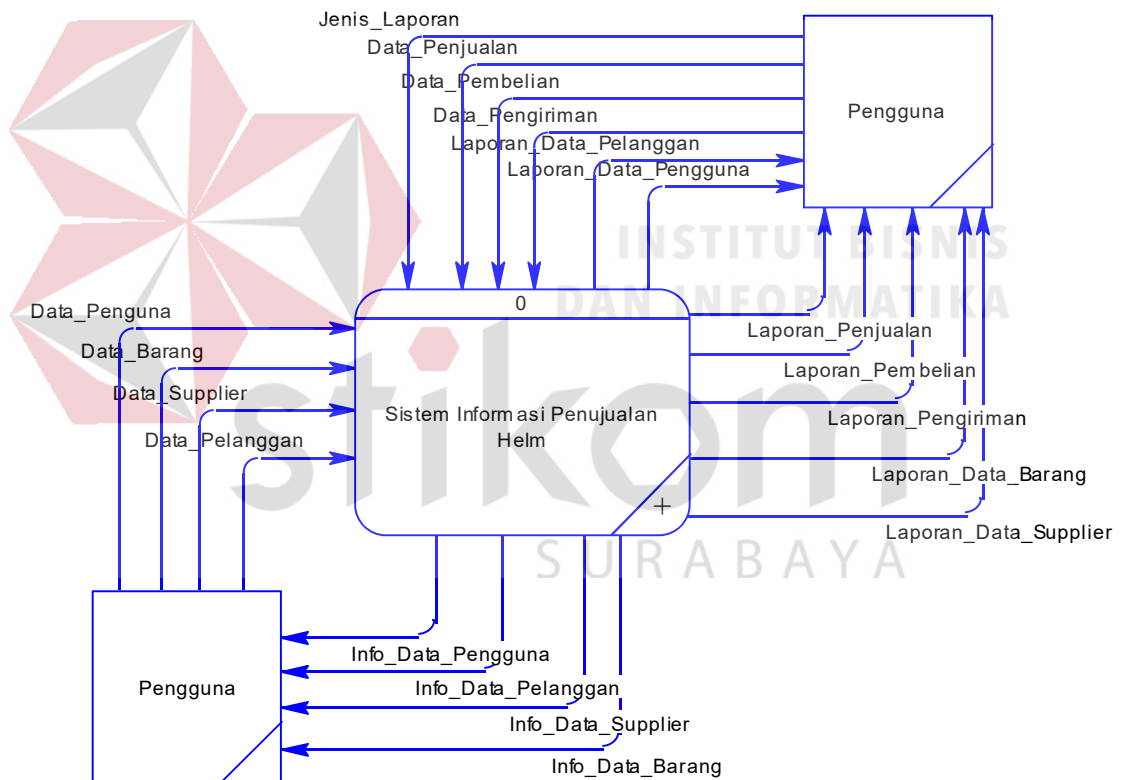 Jenis_Laporan
Data_Penjualan
Data_Pembelian
Data_Pengiriman
Laporan_Data_Pelanggan
Laporan_Data_Pengguna
Pengguna
INSTITUT BISNIS
DAN INFORMATIKA
0
Data_Penguna
Data_Barang
Data_Supplier
Data_Pelanggan
Sistem Informasi Penujualan
Helm
+
Laporan_Penjualan
Laporan_Pembelian
Laporan_Pengiriman
Laporan_Data_Barang
Laporan_Data_Supplier
stikom
SURABAYA
Pengguna
Info_Data_Pengguna
Info_Data_Pelanggan
Info_Data_Supplier
Info_Data_Barang